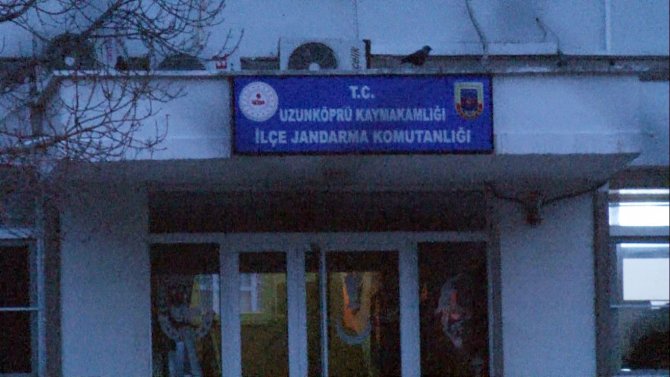 T.C.
UZUNKÖPRÜ KAYMAKAMLIĞI
İLÇE JANDARMA KOMUTANLIĞI